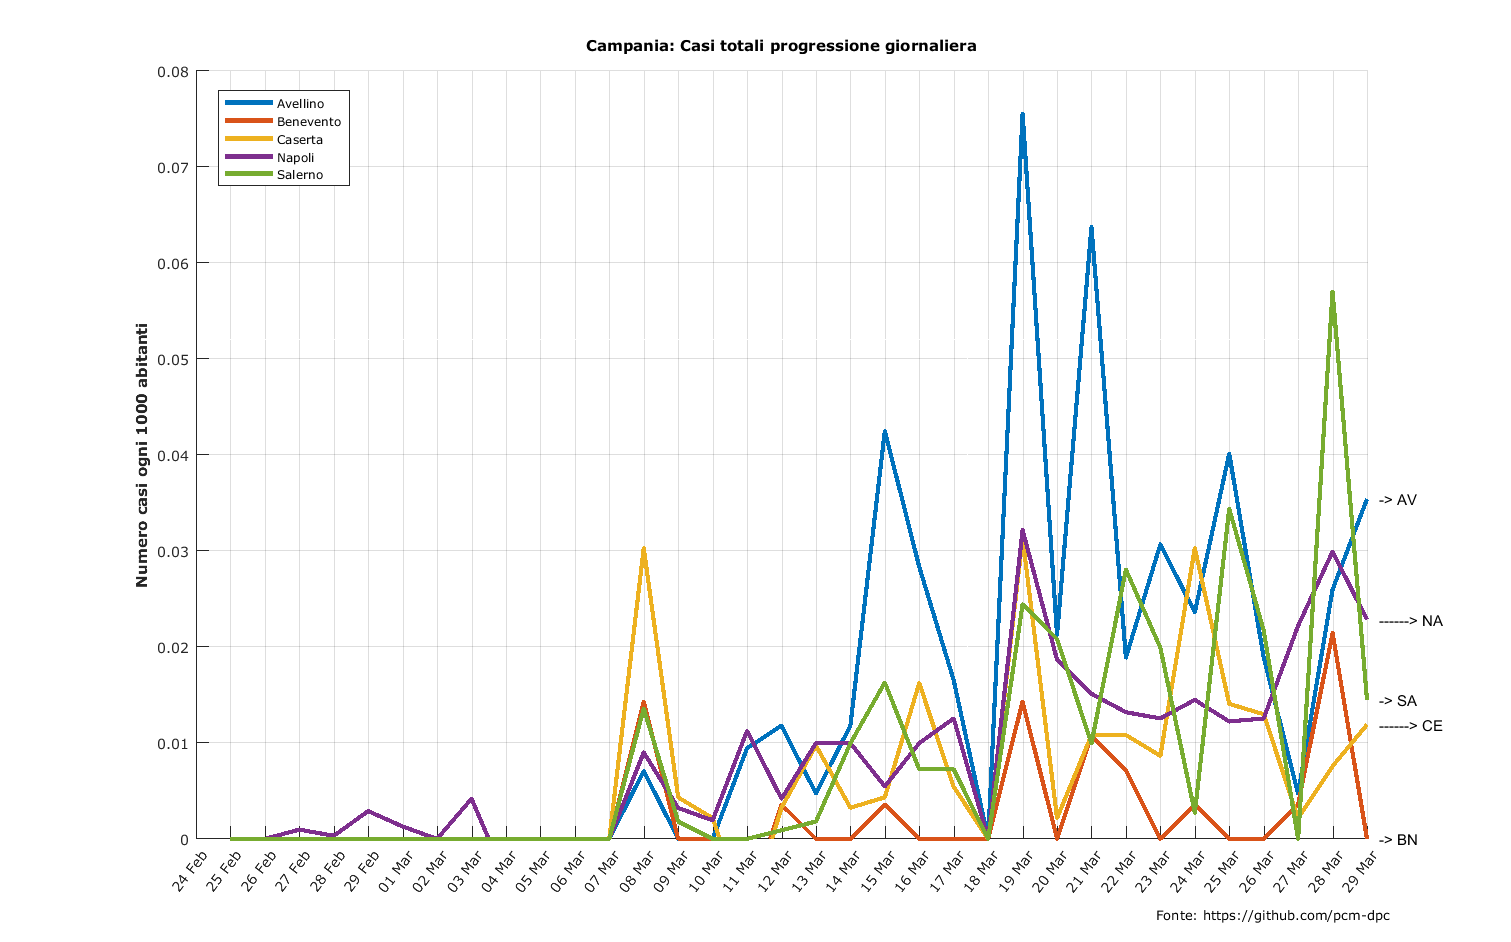 Campania: Casi totali progressione giornaliera
0.08
0.07
0.06
0.05
0.04
0.03
0.02
0.01
0
Numero casi ogni 1000 abitanti
Avellino
Benevento
Caserta
Napoli
Salerno
-> AV
------> NA
-> SA
------> CE
-> BN
24 Feb
25 Feb
26 Feb
27 Feb
28 Feb
29 Feb
01 Mar
02 Mar
03 Mar
04 Mar
05 Mar
06 Mar
07 Mar
08 Mar
09 Mar
10 Mar
11 Mar
12 Mar
13 Mar
14 Mar
15 Mar
16 Mar
17 Mar
18 Mar
19 Mar
20 Mar
21 Mar
22 Mar
23 Mar
24 Mar
25 Mar
26 Mar
27 Mar
28 Mar
29 Mar
Fonte: https://github.com/pcm-dpc